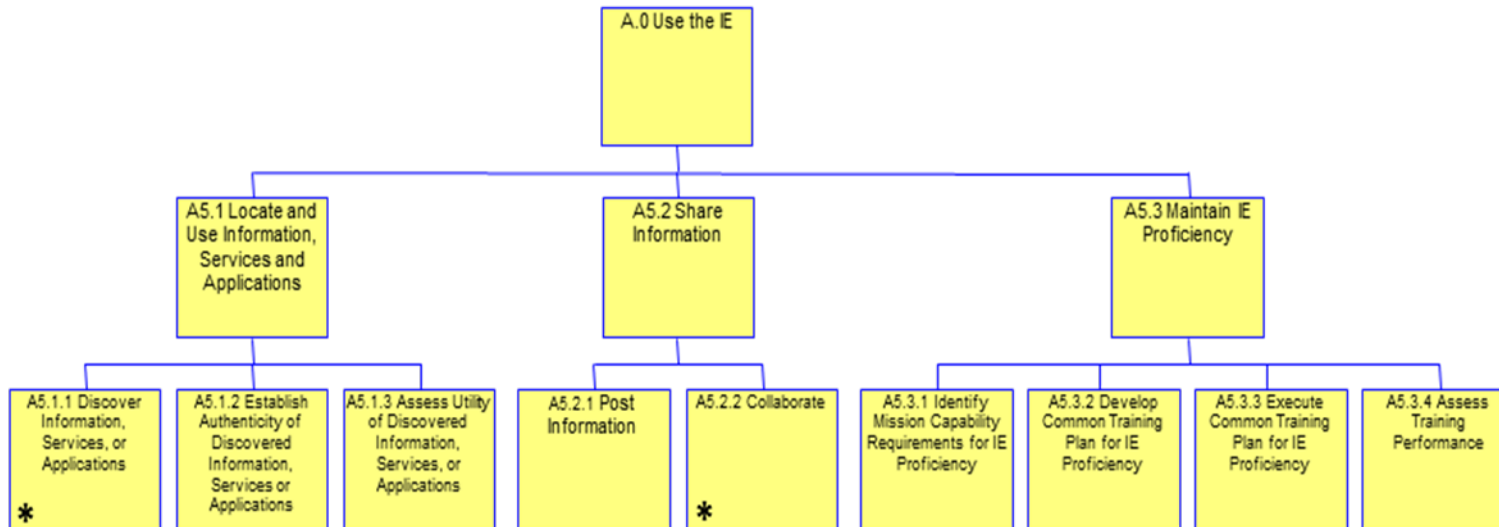 A.0 Use the IE
A5.1 Locate and
Use Information,
Services and
Applications
A5.2 Share
Information
A5.3 Maintain IE
Proficiency
A5.1.1 Discover
Information,
Services, or
Applications
*
A5.1.2 Establish
Authenticity of
Discovered
Information,
Services or
Applications
A5.1.3 Assess Utility
of Discovered
Information,
Services, or
Applications
A5.2.1 Post
Information
A5.2.2 Collaborate
*
A5.3.1 Identify
Mission Capability
Requirements for IE
Proficiency
A5.3.2 Develop
Common Training
Plan for IE
Proficiency
A5.3.3 Execute
Common Training
Plan for IE
Proficiency
A5.3.4 Assess
Training
Performance